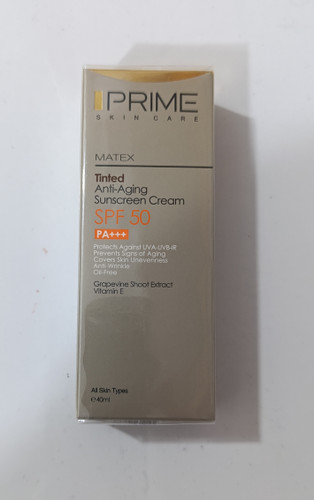 PRIME
SKIN CARE
MATEX
Tinted
Anti-Aging
Sunscreen Cream
SPF 50
PA+++
Protects Against UVA-UVB-IR
Prevents Signs of Aging
Covers Skin Unevenness
Anti-Wrinkle
Oil-Free
Grapevine Shoot Extract
Vitamin E
All Skin Types
℮40ml